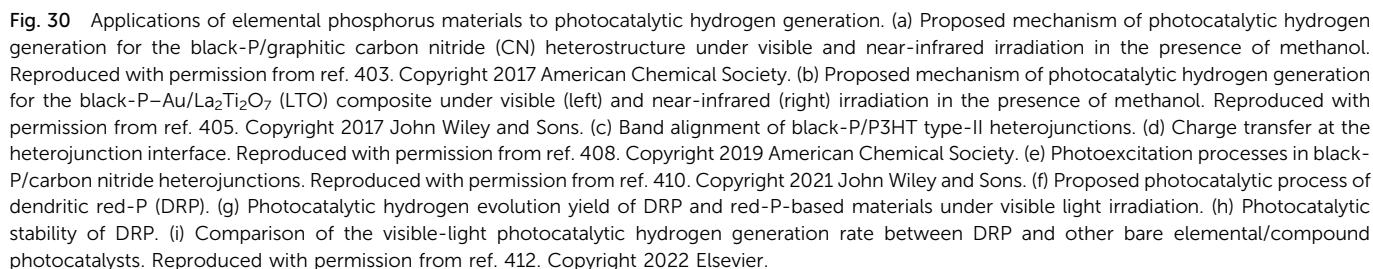 Fig. 30 Applications of elemental phosphorus materials to photocatalytic hydrogen generation. (a) Proposed mechanism of photocatalytic hydrogen
generation for the black-P/graphitic carbon nitride (CN) heterostructure under visible and near-infrared irradiation in the presence of methanol.
Reproduced with permission from ref. 403. Copyright 2017 American Chemical Society. (b) Proposed mechanism of photocatalytic hydrogen generation
for the black-P–Au/La₂Ti₂O₇ (LTO) composite under visible (left) and near-infrared (right) irradiation in the presence of methanol. Reproduced with
permission from ref. 405. Copyright 2017 John Wiley and Sons. (c) Band alignment of black-P/P3HT type-II heterojunctions. (d) Charge transfer at the
heterojunction interface. Reproduced with permission from ref. 408. Copyright 2019 American Chemical Society. (e) Photoexcitation processes in black-
P/carbon nitride heterojunctions. Reproduced with permission from ref. 410. Copyright 2021 John Wiley and Sons. (f) Proposed photocatalytic process of
dendritic red-P (DRP). (g) Photocatalytic hydrogen evolution yield of DRP and red-P-based materials under visible light irradiation. (h) Photocatalytic
stability of DRP. (i) Comparison of the visible-light photocatalytic hydrogen generation rate between DRP and other bare elemental/compound
photocatalysts. Reproduced with permission from ref. 412. Copyright 2022 Elsevier.